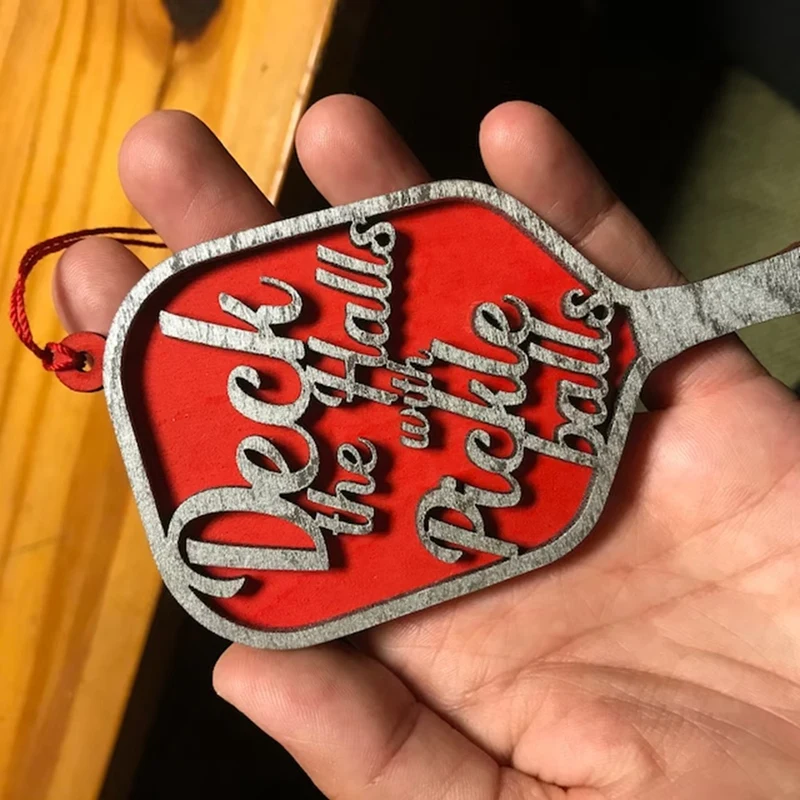 Deck
the Halls
with
Pickle
balls